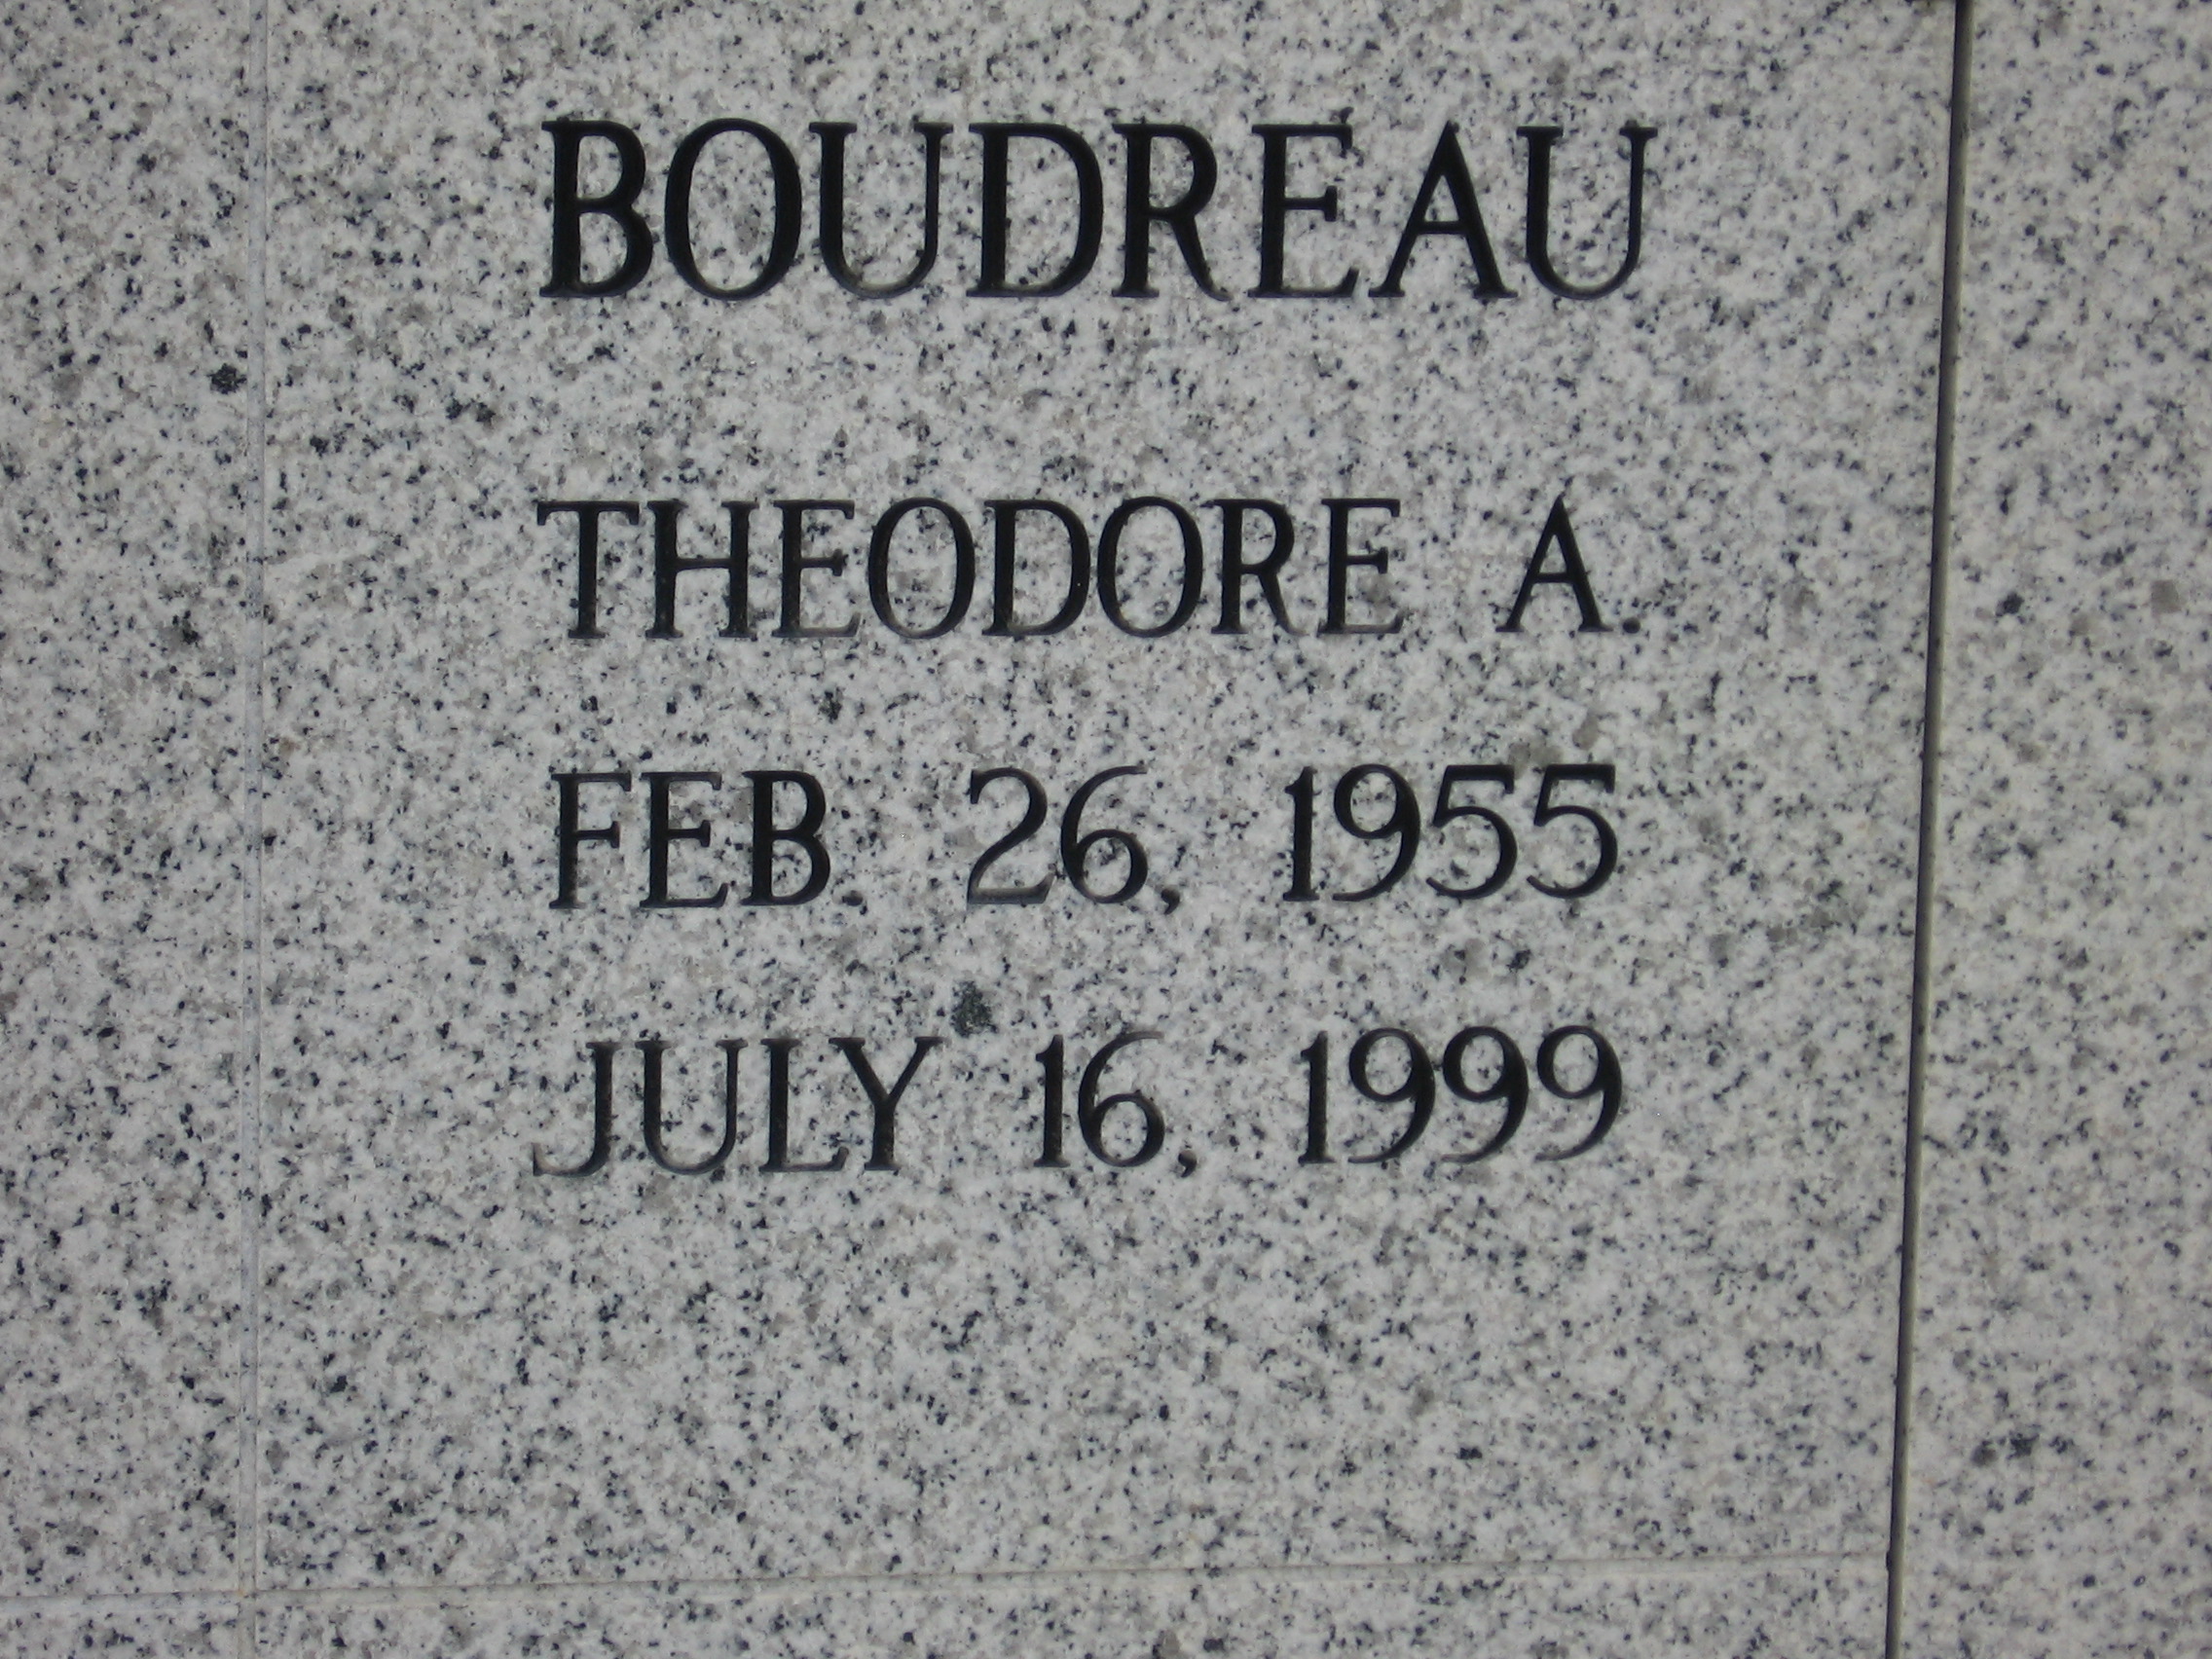 BOUDREAU
THEODORE A.
FEB. 26, 1955
JULY 16, 1999